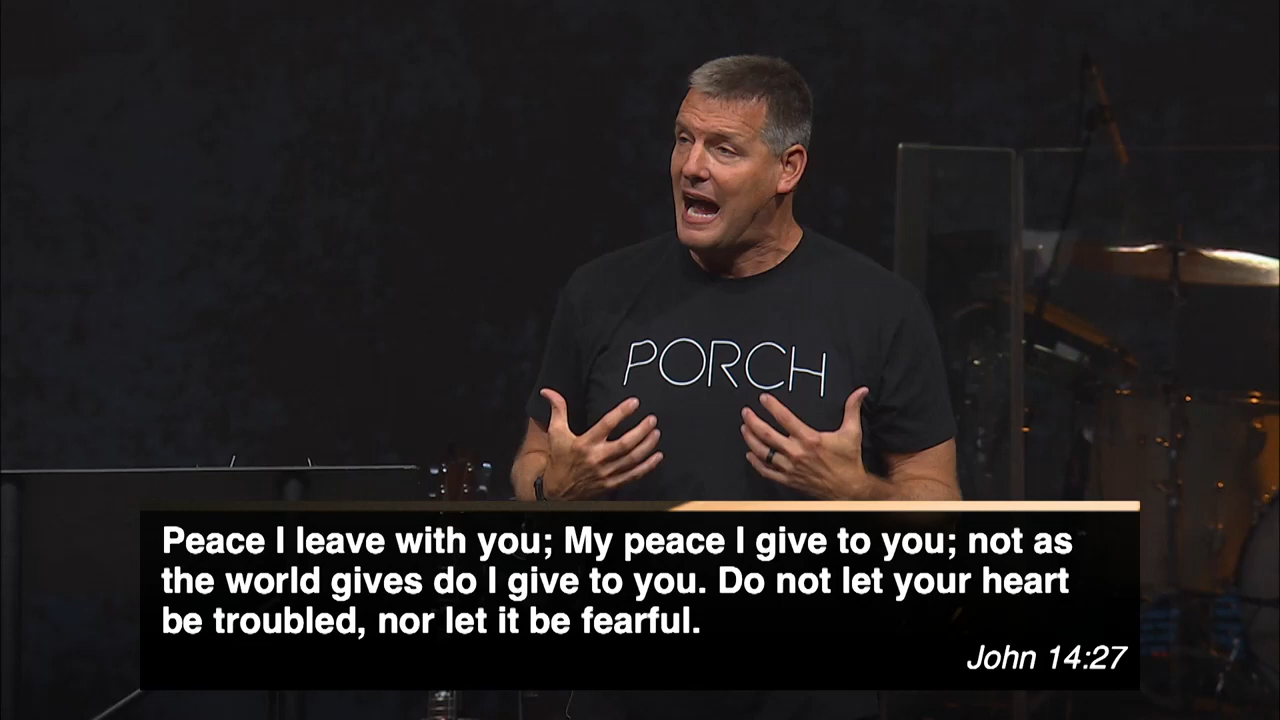 PORCH
Peace I leave with you; My peace I give to you; not as
the world gives do I give to you. Do not let your heart
be troubled, nor let it be fearful.
John 14:27